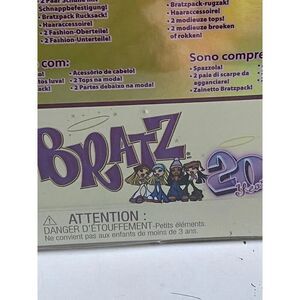 2 Paar Schuhe mit
Schnappbefestigung!
Bratzpack Rucksack!
Haaraccessoire!
2 Fashion-Oberteile!
2 Fashion-Unterteile!
• Bratzpack-rugzak!
• Haaraccessoire!
• 2 modieuze tops!
• 2 modieuze broeken
of rokken!
com:
luva!
• Acessório de cabelo!
• 2 Tops na moda!
• 2 Partes debaixo na moda!
Sono compre
• Spazzola!
• 2 paia di scarpe da
agganciare!
• Zainetto Bratzpack!
BRATZ
20
Years
⚠ ATTENTION :
DANGER D'ÉTOUFFEMENT-Petits éléments.
Ne convient pas aux enfants de moins de 3 ans.